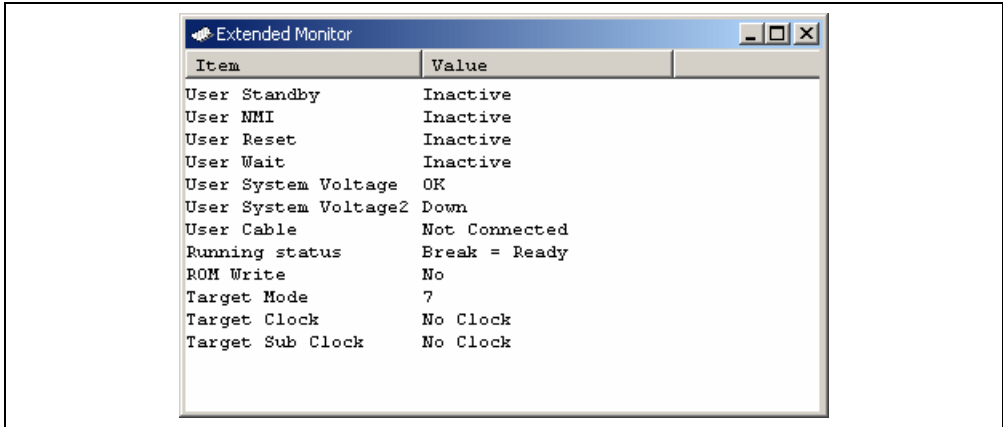 Extended Monitor
Item Value
User Standby Inactive
User NMI Inactive
User Reset Inactive
User Wait Inactive
User System Voltage OK
User System Voltage2 Down
User Cable Not Connected
Running status Break = Ready
ROM Write No
Target Mode 7
Target Clock No Clock
Target Sub Clock No Clock